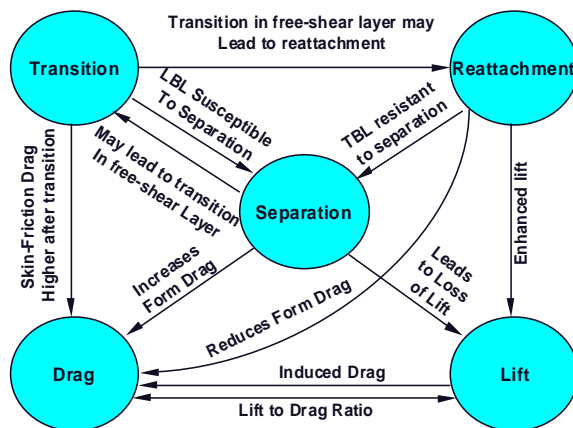 Transition in free-shear layer may
Lead to reattachment
Transition
Reattachment
LBL Susceptible
To Separation
TBL resistant
to separation
May lead to transition
In free-shear Layer
Separation
Skin-Friction Drag
Higher after transition
Enhanced lift
Increases
Form Drag
Leads
to Loss
of Lift
Reduces Form Drag
Drag
Induced Drag
Lift
Lift to Drag Ratio